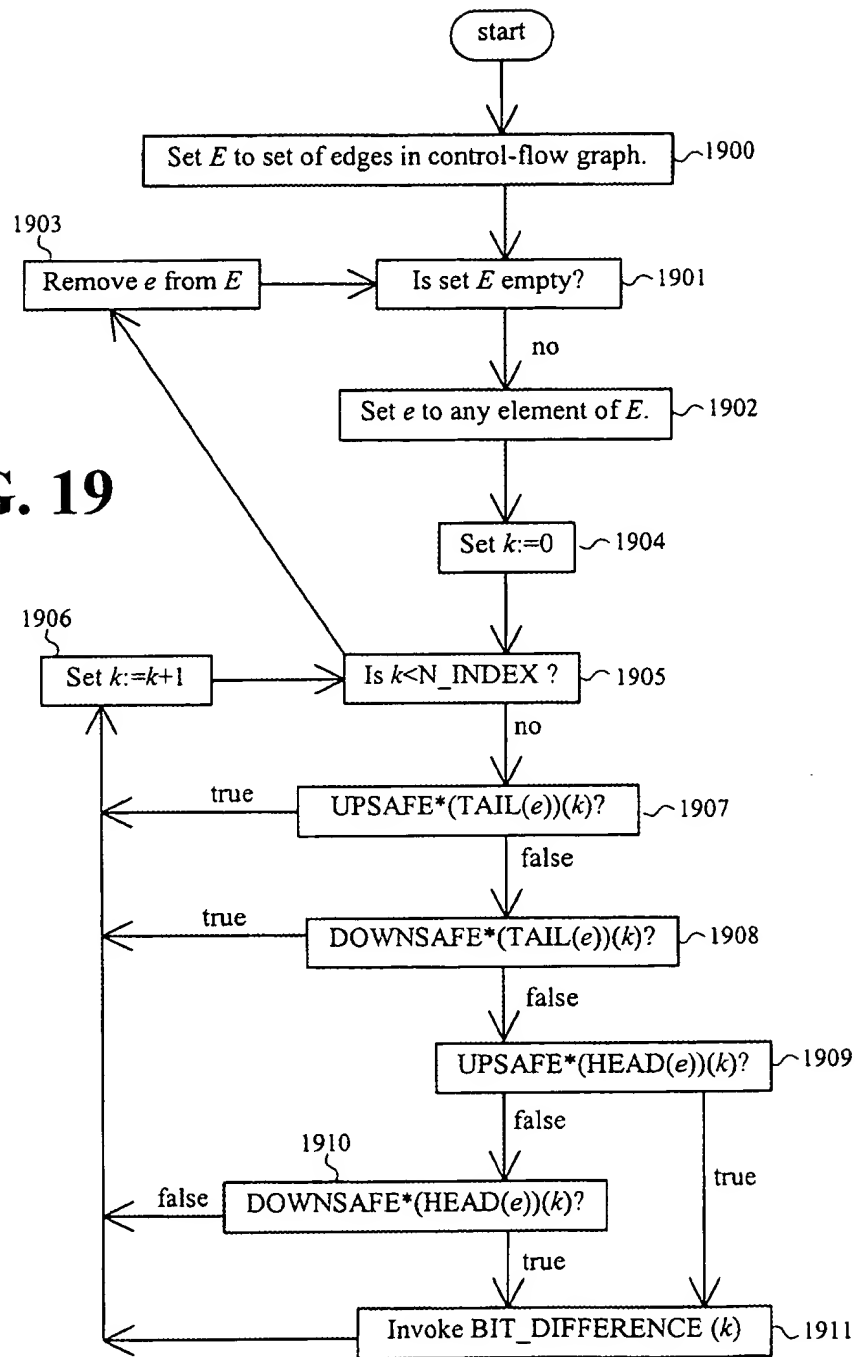 start
Set E to set of edges in control-flow graph.
1900
1903
Remove e from E
Is set E empty?
1901
no
Set e to any element of E.
1902
G. 19
Set k:=0
1904
1906
Set k:=k+1
Is k<N_INDEX ?
1905
no
true
UPSAFE*(TAIL(e))(k)?
1907
false
true
DOWNSAFE*(TAIL(e))(k)?
1908
false
UPSAFE*(HEAD(e))(k)?
1909
false
1910
true
false
DOWNSAFE*(HEAD(e))(k)?
true
Invoke BIT_DIFFERENCE (k)
1911